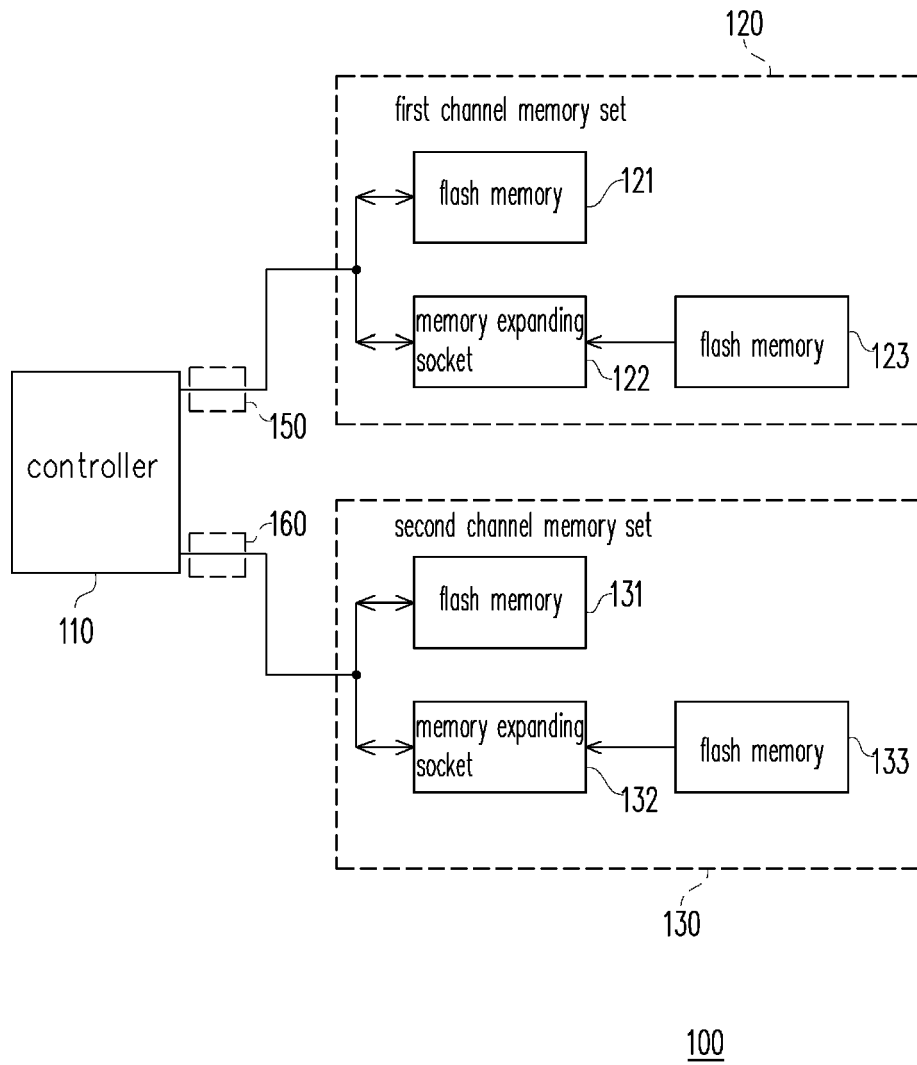 120
first channel memory set
flash memory
121
memory expanding
socket
122
flash memory
123
150
controller
110
160
second channel memory set
flash memory
131
memory expanding
socket
132
flash memory
133
130
100